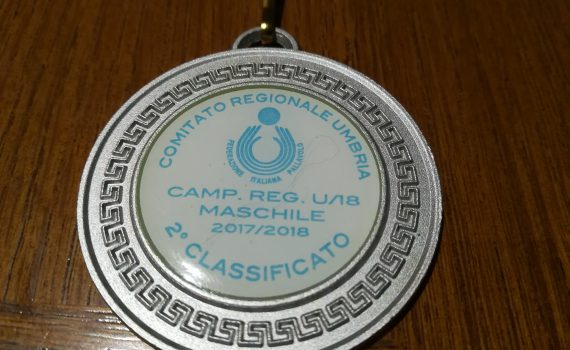 COMITATO REGIONALE UMBRIA
FEDERAZIONE ITALIANA PALLAVOLO
CAMP. REG. U/18
MASCHILE
2017/2018
2° CLASSIFICATO